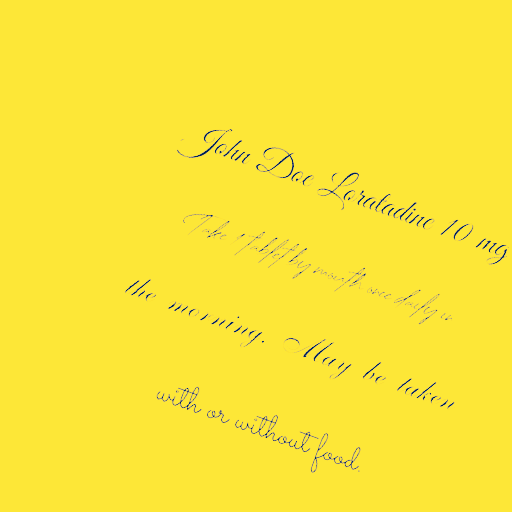 John Doe Loratadine 10 mg
Take 1 tablet by mouth once daily in
the morning. May be taken
with or without food.